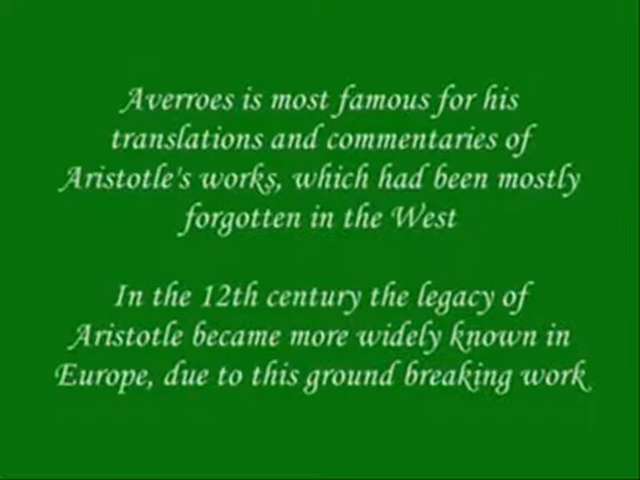 Averroes is most famous for his
translations and commentaries of
Aristotle's works, which had been mostly
forgotten in the West
In the 12th century the legacy of
Aristotle became more widely known in
Europe, due to this ground breaking work